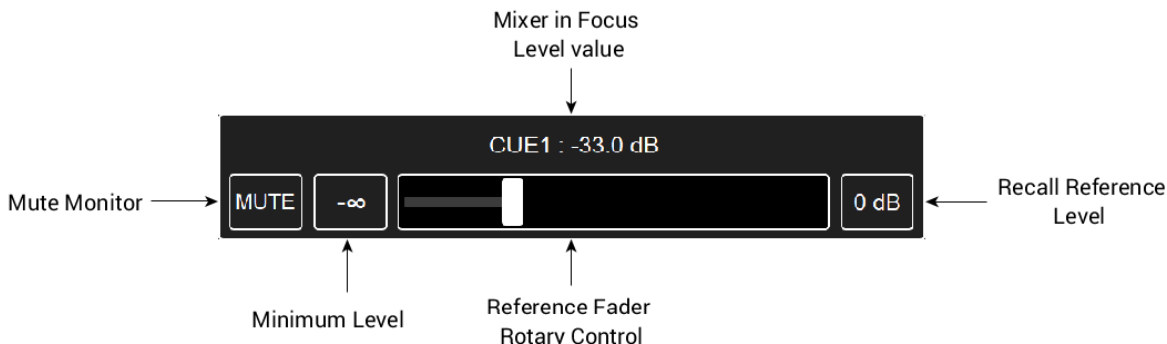 Mixer in Focus
Level value
CUE1 : -33.0 dB
Mute Monitor
MUTE
-∞
0 dB
Recall Reference
Level
Minimum Level
Reference Fader
Rotary Control